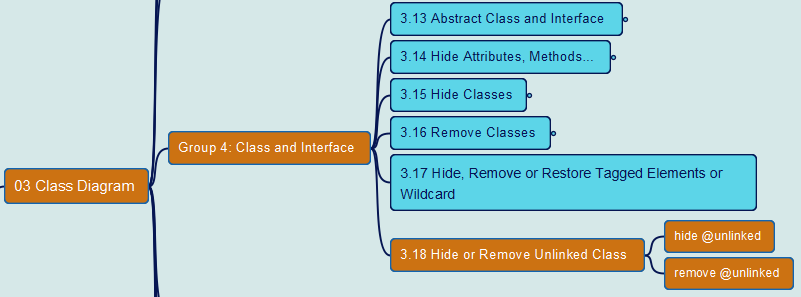 03 Class Diagram
Group 4: Class and Interface
3.13 Abstract Class and Interface
3.14 Hide Attributes, Methods...
3.15 Hide Classes
3.16 Remove Classes
3.17 Hide, Remove or Restore Tagged Elements or
Wildcard
3.18 Hide or Remove Unlinked Class
hide @unlinked
remove @unlinked